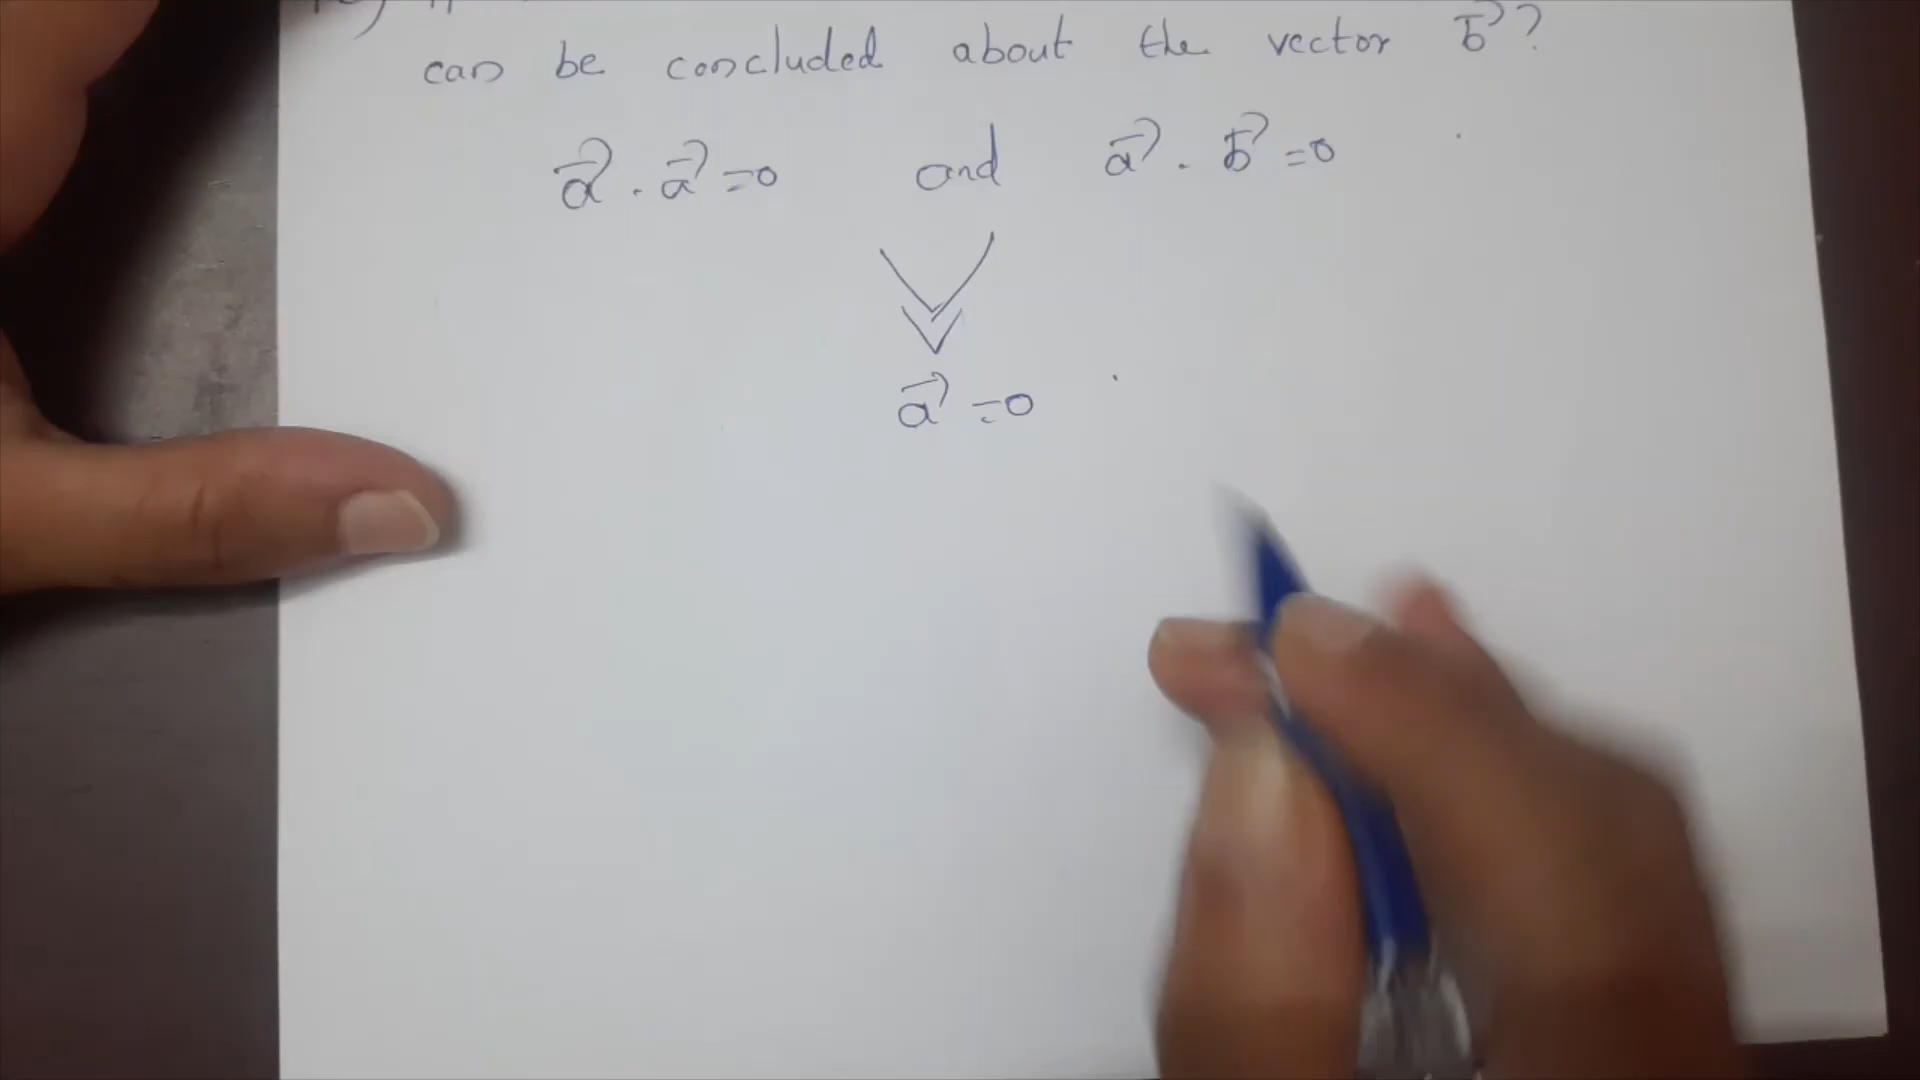 can be concluded about the vector b⃗?
a⃗ . a⃗ =0 and a⃗ . b⃗ =0
a⃗ =0